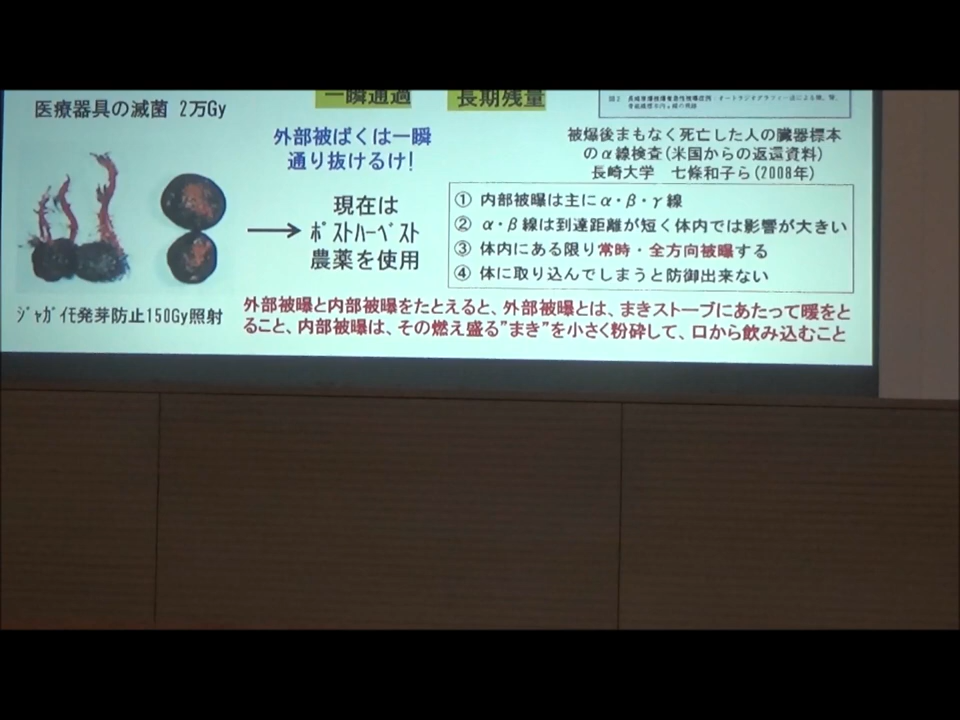 医療器具の滅菌 2万Gy
一瞬通過
長期残量
外部被ばくは一瞬
通り抜けるけ!
被爆後まもなく死亡した人の臓器標本
のα線検査(米国からの返還資料)
長崎大学 七條和子ら(2008年)
現在は
ﾎﾟｽﾄﾊｰﾍﾞｽﾄ
農薬を使用
① 内部被曝は主にα・β・γ線
② α・β線は到達距離が短く体内では影響が大きい
③ 体内にある限り常時・全方向被曝する
④ 体に取り込んでしまうと防御出来ない
ｼﾞｬｶﾞｲﾓ発芽防止150Gy照射
外部被曝と内部被曝をたとえると、外部被曝とは、まきストーブにあたって暖をと
ること、内部被曝は、その燃え盛る"まき"を小さく粉砕して、口から飲み込むこと